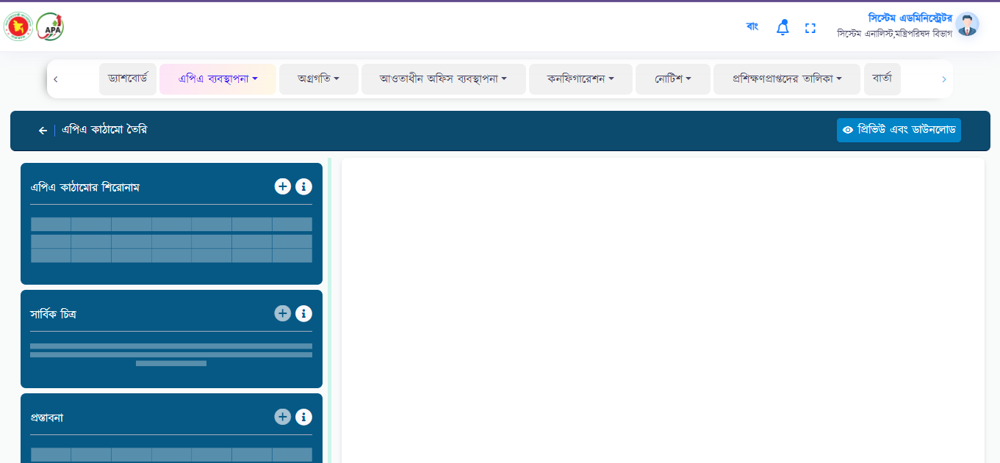 APA
বাং
সিস্টেম এডমিনিস্ট্রেটর
সিস্টেম এনালিস্ট,মন্ত্রিপরিষদ বিভাগ
ড্যাশবোর্ড
এপিএ ব্যবস্থাপনা
অগ্রগতি
আওতাধীন অফিস ব্যবস্থাপনা
কনফিগারেশন
নোটিশ
প্রশিক্ষণপ্রাপ্তদের তালিকা
বার্তা
এপিএ কাঠামো তৈরি
প্রিভিউ এবং ডাউনলোড
এপিএ কাঠামোর শিরোনাম
সার্বিক চিত্র
প্রস্তাবনা